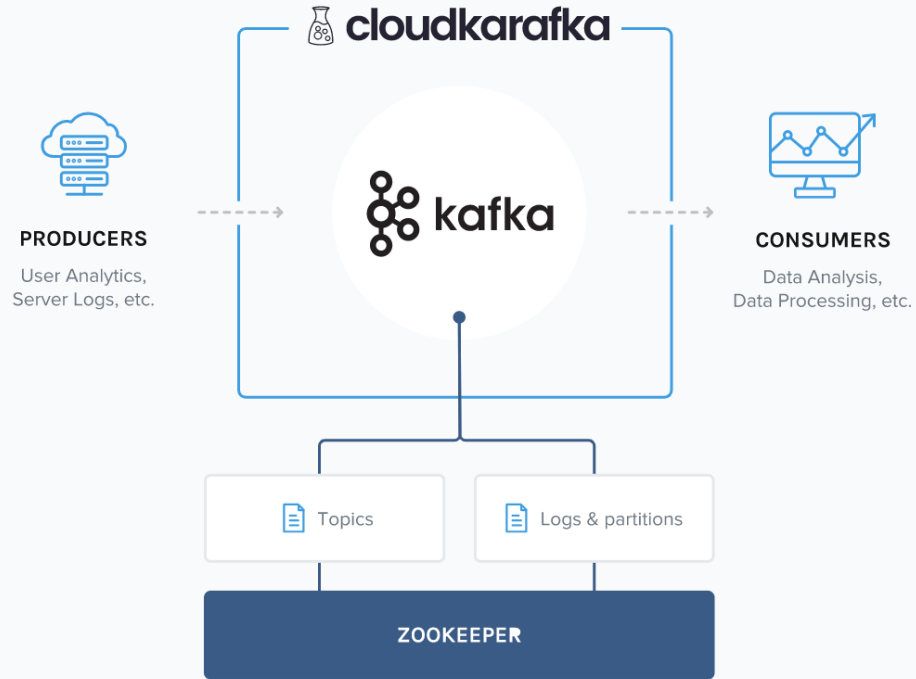 cloudkarafka
kafka
PRODUCERS
User Analytics,
Server Logs, etc.
CONSUMERS
Data Analysis,
Data Processing, etc.
Topics
Logs & partitions
ZOOKEEPER